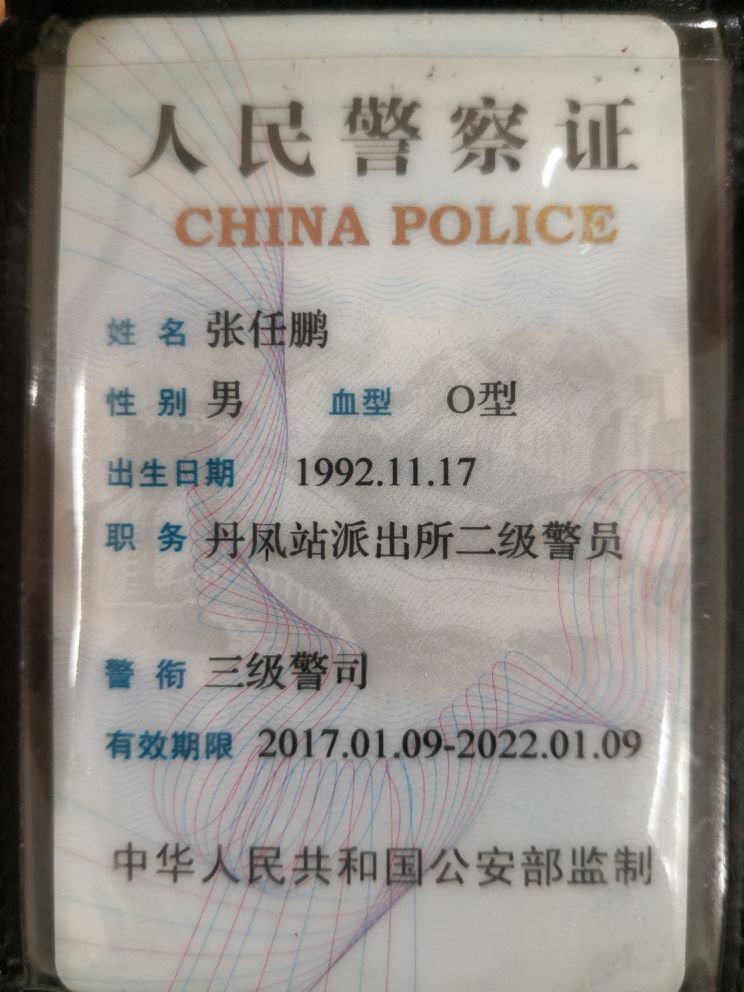 人民警察证
CHINA POLICE
姓名 张任鹏
性别 男 血型 O型
出生日期 1992.11.17
职务 丹凤站派出所二级警员
警衔 三级警司
有效期限 2017.01.09-2022.01.09
中华人民共和国公安部监制